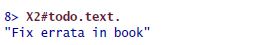 8> X2#todo.text.
"Fix errata in book"